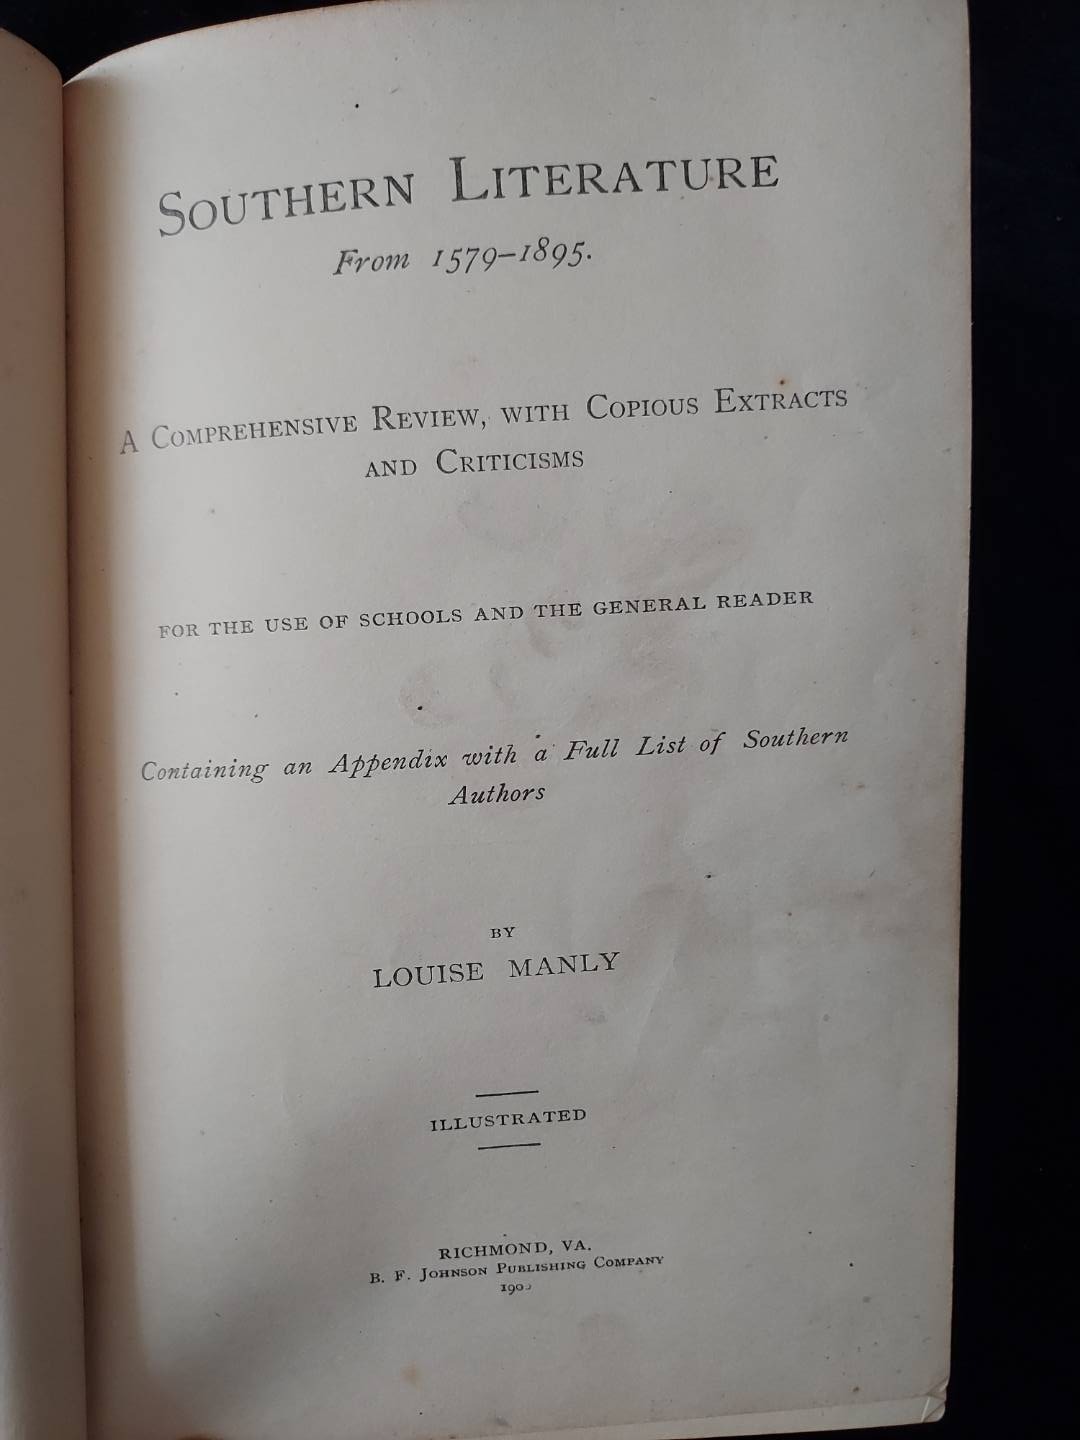 SOUTHERN LITERATURE
From 1579–1895.
A COMPREHENSIVE REVIEW, WITH COPIOUS EXTRACTS
AND CRITICISMS
FOR THE USE OF SCHOOLS AND THE GENERAL READER
Containing an Appendix with a Full List of Southern
Authors
BY
LOUISE MANLY
ILLUSTRATED
RICHMOND, VA.
B. F. JOHNSON PUBLISHING COMPANY